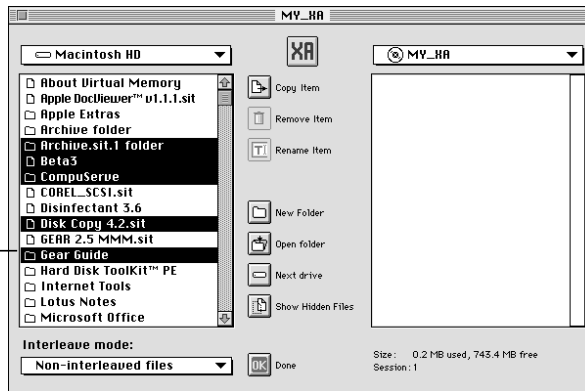 MY_XA
Macintosh HD
XA
MY_XA
About Virtual Memory
Apple DocViewer™ v1.1.1.sit
Apple Extras
Archive folder
Archive.sit.1 folder
Beta3
CompuServe
COREL_SCSI.sit
Disinfectant 3.6
Disk Copy 4.2.sit
GEAR 2.5 MMM.sit
Gear Guide
Hard Disk ToolKit™ PE
Internet Tools
Lotus Notes
Microsoft Office
Copy Item
Remove Item
Rename Item
New Folder
Open folder
Next drive
Show Hidden Files
Interleave mode:
Non-interleaved files
OK Done
Size: 0.2 MB used, 743.4 MB free
Session: 1